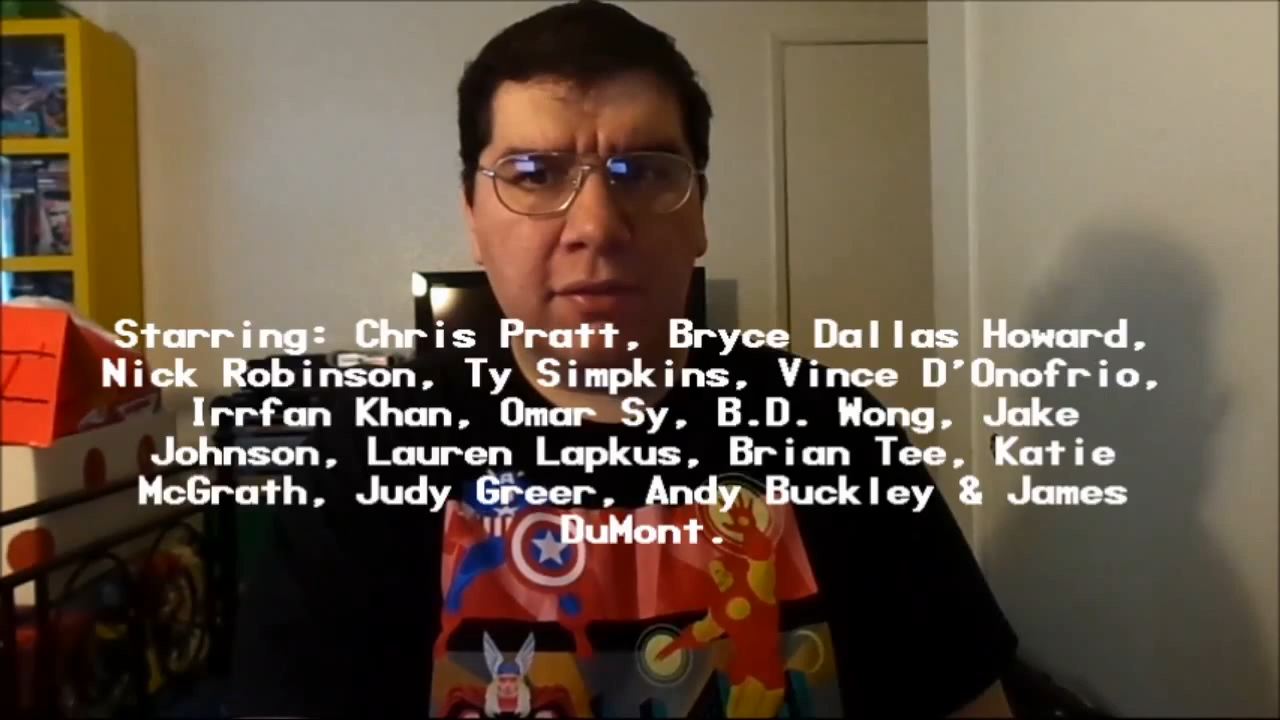 Starring: Chris Pratt, Bryce Dallas Howard,
Nick Robinson, Ty Simpkins, Vince D'Onofrio,
Irrfan Khan, Omar Sy, B.D. Wong, Jake
Johnson, Lauren Lapkus, Brian Tee, Katie
McGrath, Judy Greer, Andy Buckley & James
DuMont.